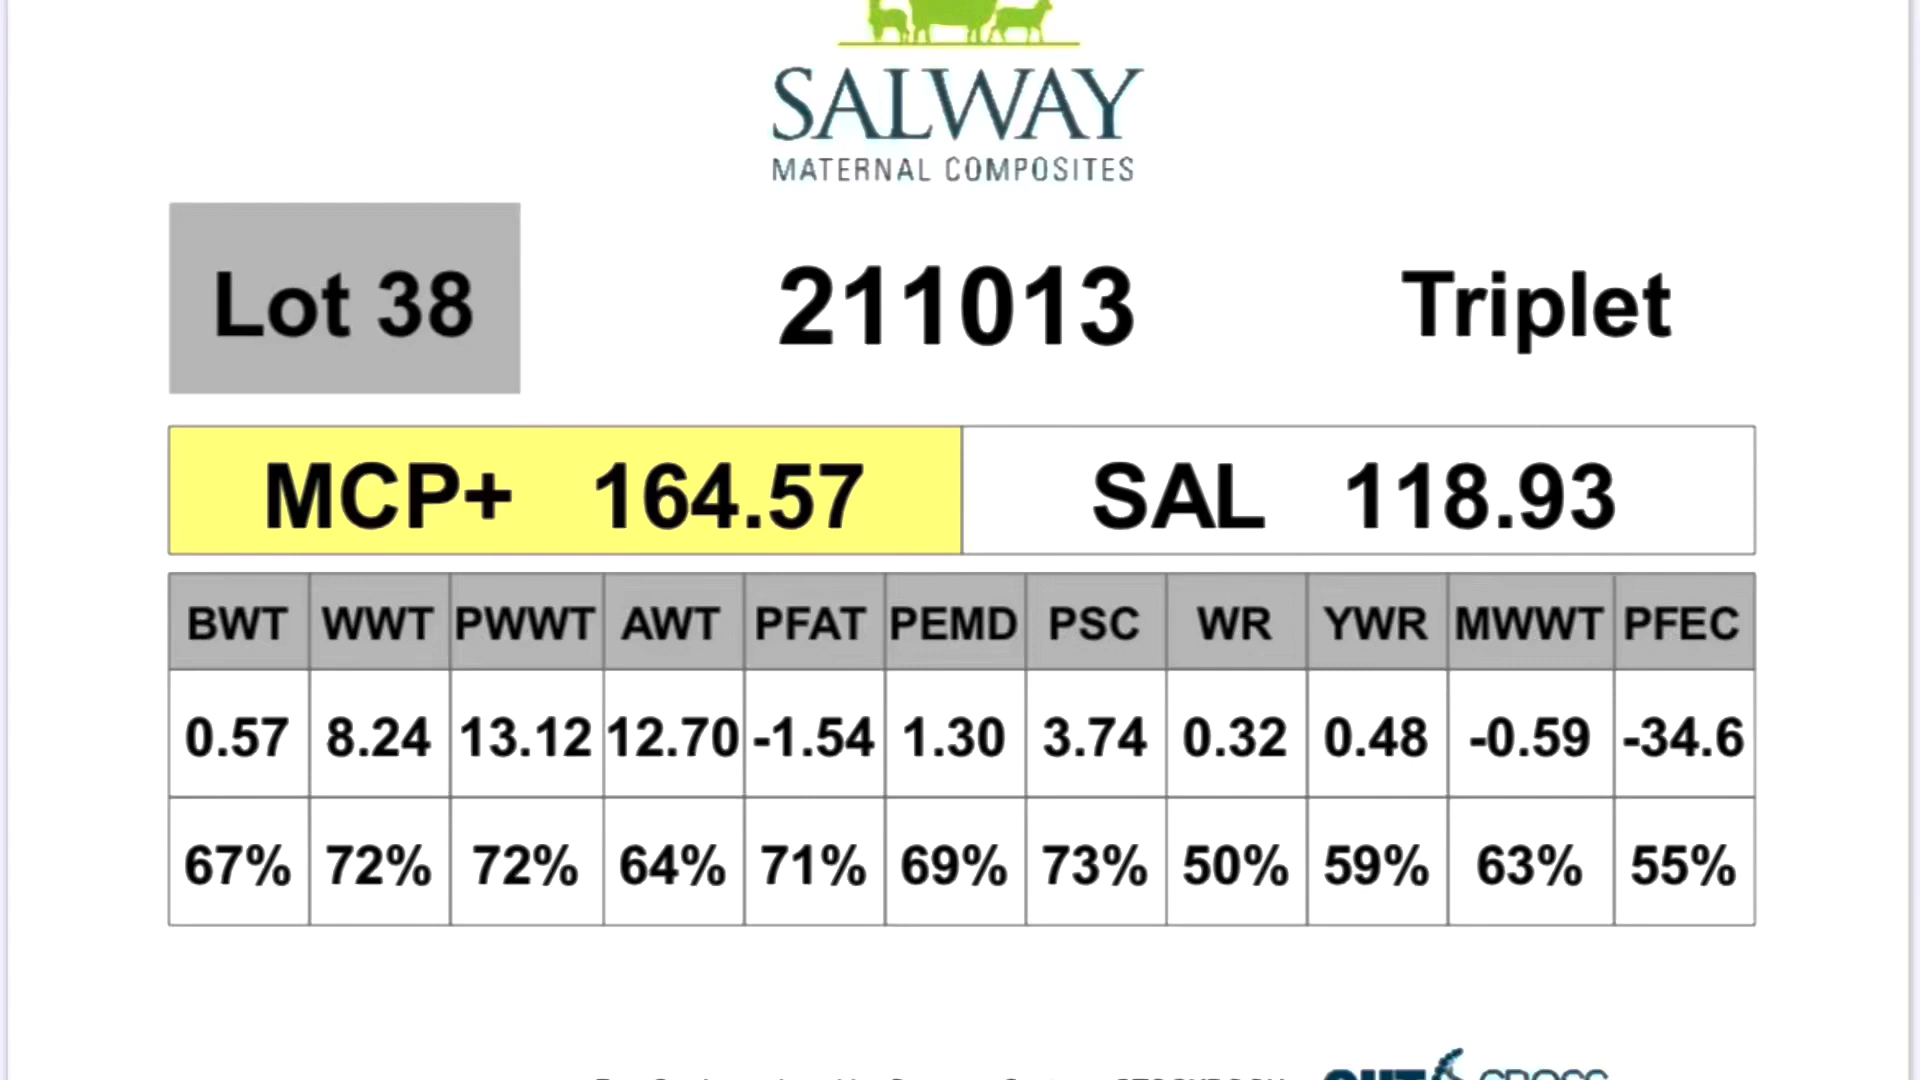 SALWAY
MATERNAL COMPOSITES
Lot 38 211013 Triplet
MCP+ 164.57 SAL 118.93
BWT WWT PWWT AWT PFAT PEMD PSC WR YWR MWWT PFEC
0.57 8.24 13.12 12.70 -1.54 1.30 3.74 0.32 0.48 -0.59 -34.6
67% 72% 72% 64% 71% 69% 73% 50% 59% 63% 55%